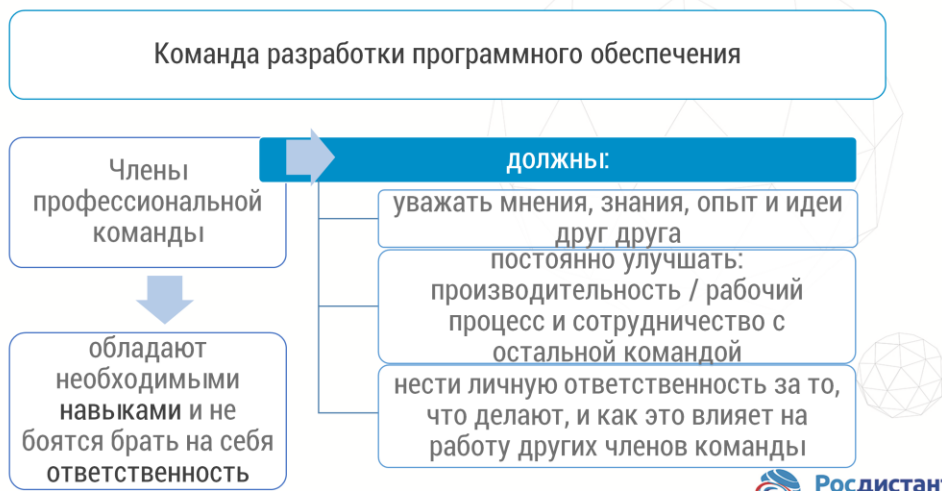 Команда разработки программного обеспечения
Члены
профессиональной
команды
обладают
необходимыми
навыками и не
боятся брать на себя
ответственность
должны:
уважать мнения, знания, опыт и идеи
друг друга
постоянно улучшать:
производительность / рабочий
процесс и сотрудничество с
остальной командой
нести личную ответственность за то,
что делают, и как это влияет на
работу других членов команды
Росдистант